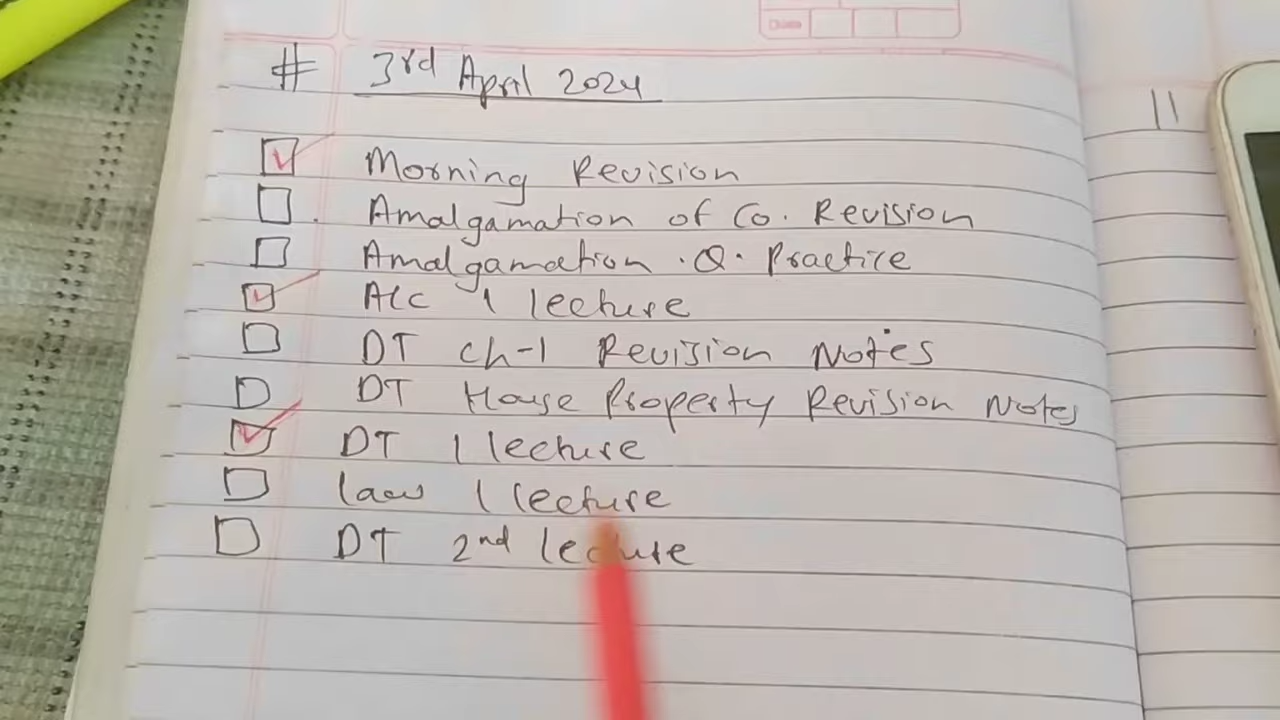 Date
# 3rd April 2024
11
Morning Revision
Amalgamation of Co. Revision
Amalgamation . Q. Practice
A/c 1 lecture
DT Ch-1 Revision Notes
DT House Property Revision Notes
DT 1 lecture
law 1 lecture
DT 2nd lecture